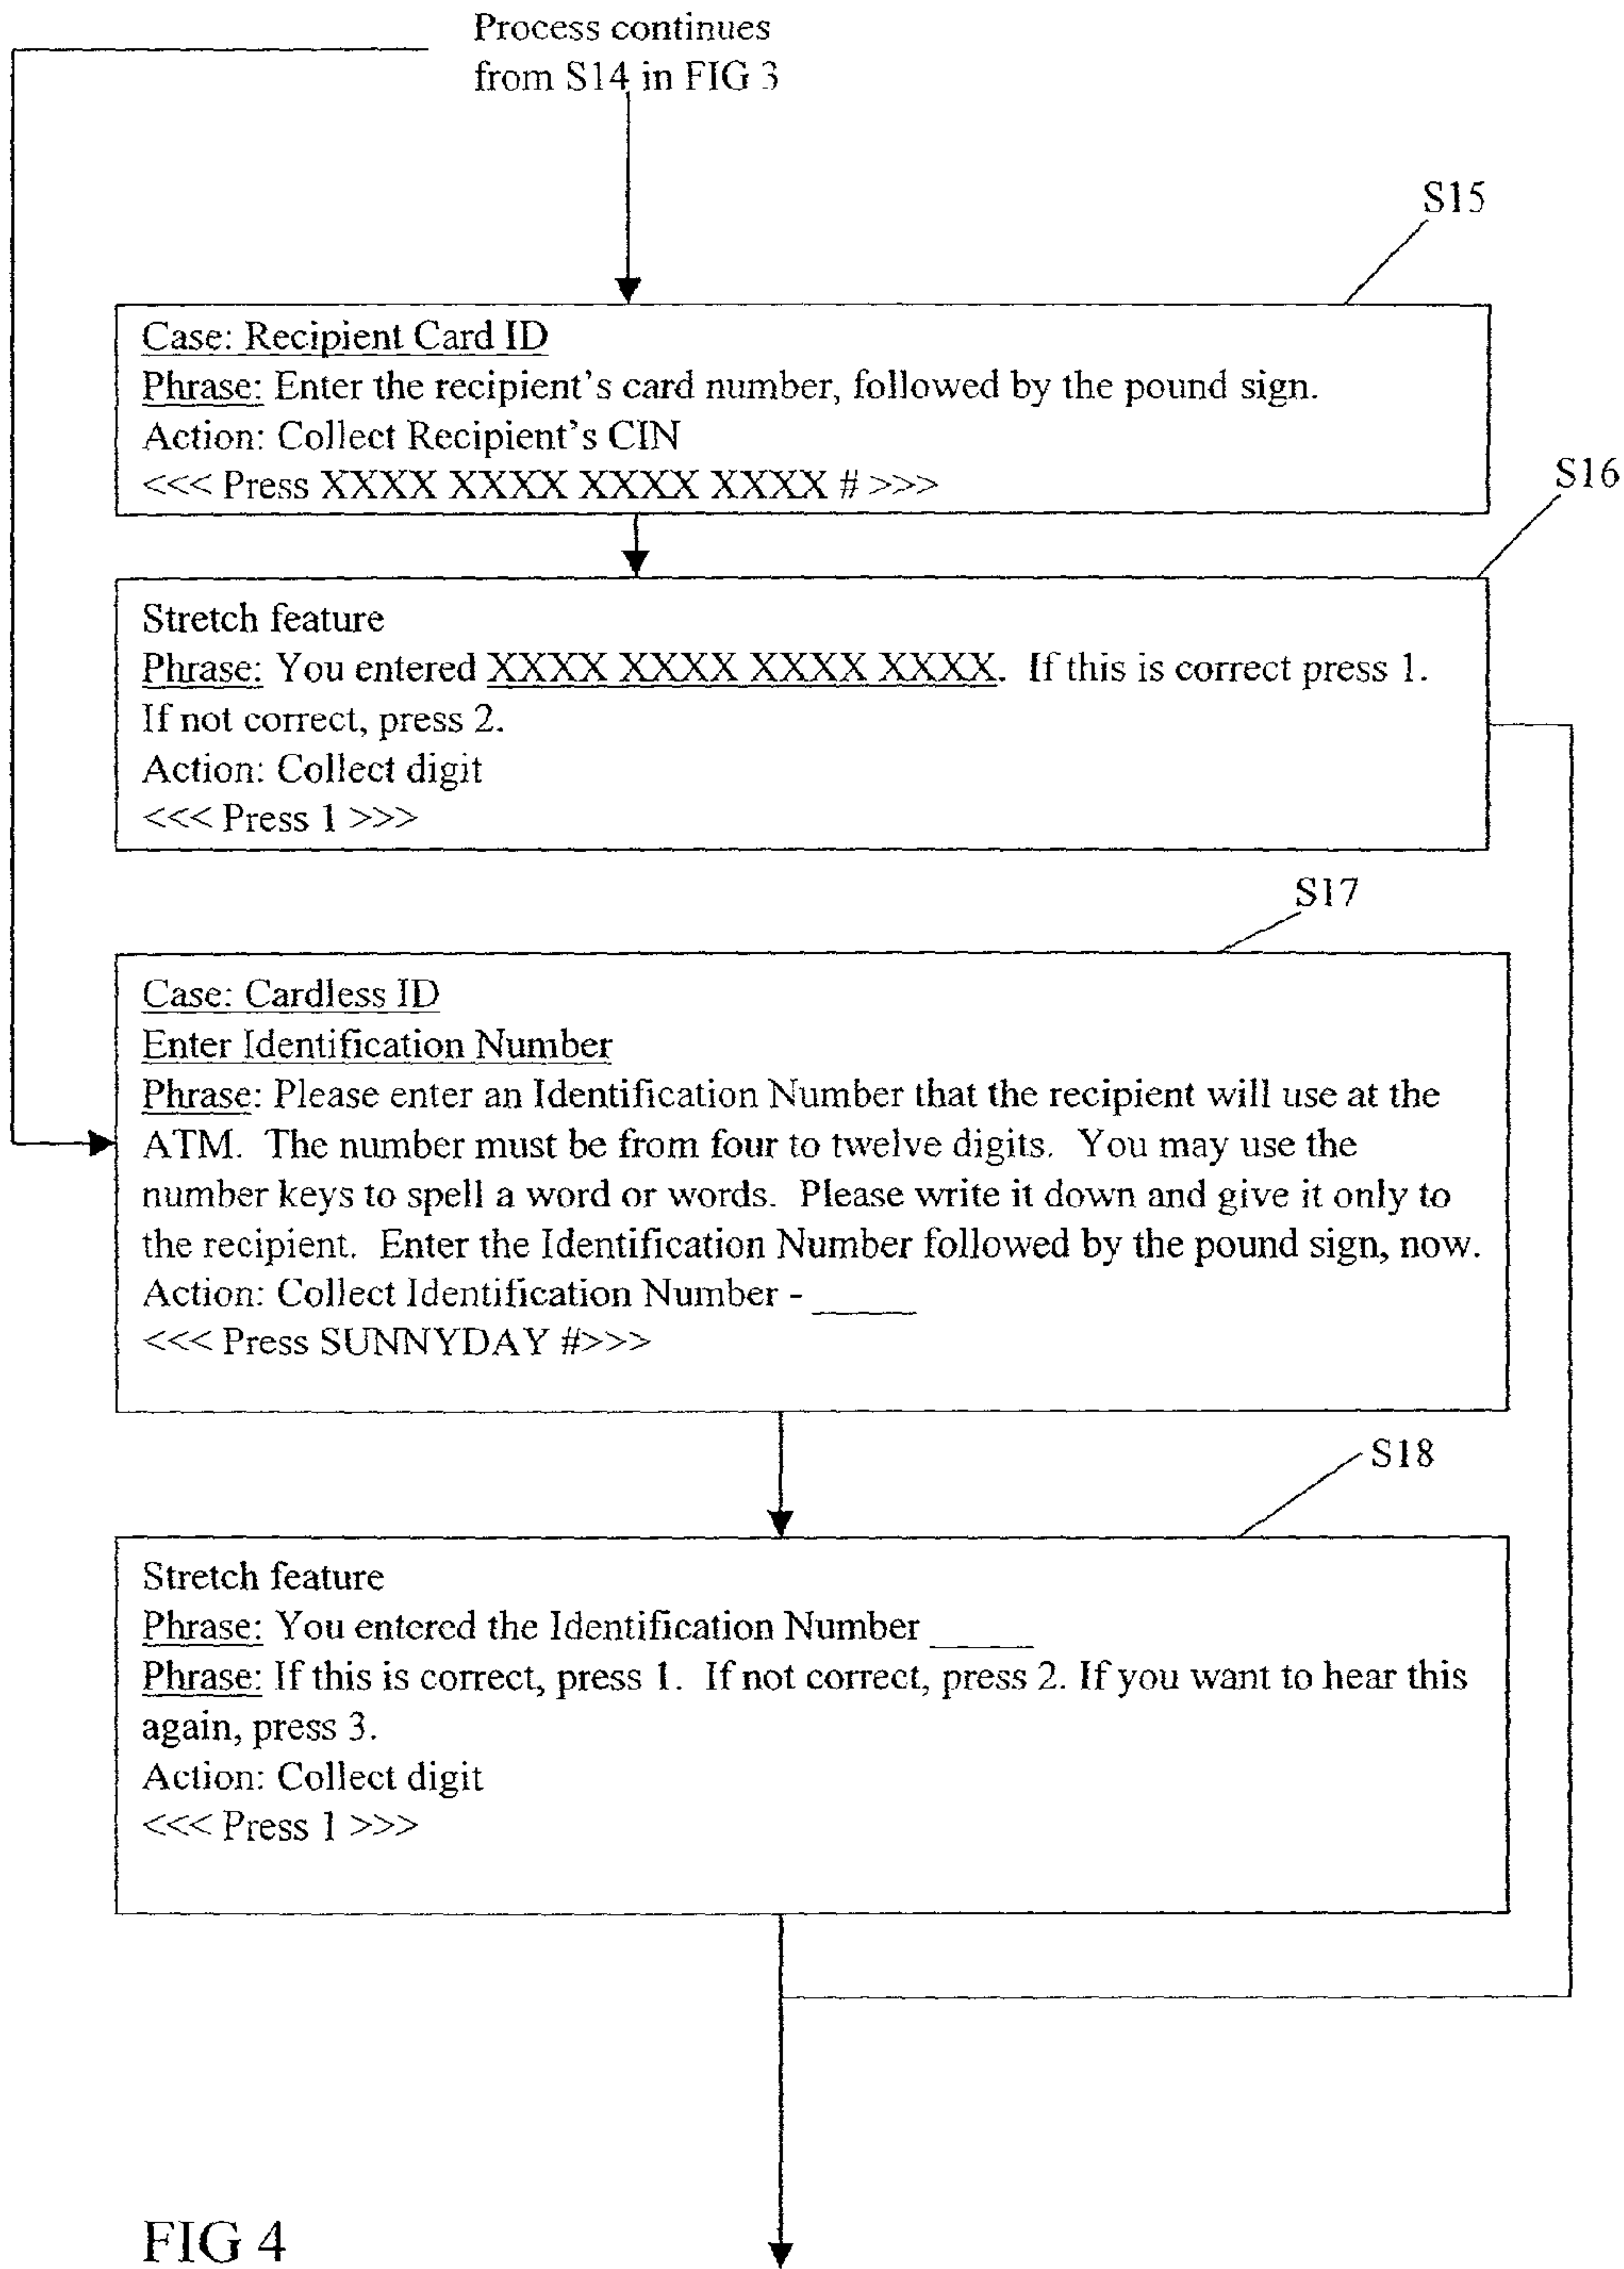 Process continues
from S14 in FIG 3
S15
Case: Recipient Card ID
Phrase: Enter the recipient's card number, followed by the pound sign.
Action: Collect Recipient's CIN
<<< Press XXXX XXXX XXXX XXXX # >>>
S16
Stretch feature
Phrase: You entered XXXX XXXX XXXX XXXX. If this is correct press 1.
If not correct, press 2.
Action: Collect digit
<<< Press 1 >>>
S17
Case: Cardless ID
Enter Identification Number
Phrase: Please enter an Identification Number that the recipient will use at the
ATM. The number must be from four to twelve digits. You may use the
number keys to spell a word or words. Please write it down and give it only to
the recipient. Enter the Identification Number followed by the pound sign, now.
Action: Collect Identification Number - _____
<<< Press SUNNYDAY #>>>
S18
Stretch feature
Phrase: You entered the Identification Number _____
Phrase: If this is correct, press 1. If not correct, press 2. If you want to hear this
again, press 3.
Action: Collect digit
<<< Press 1 >>>
FIG 4